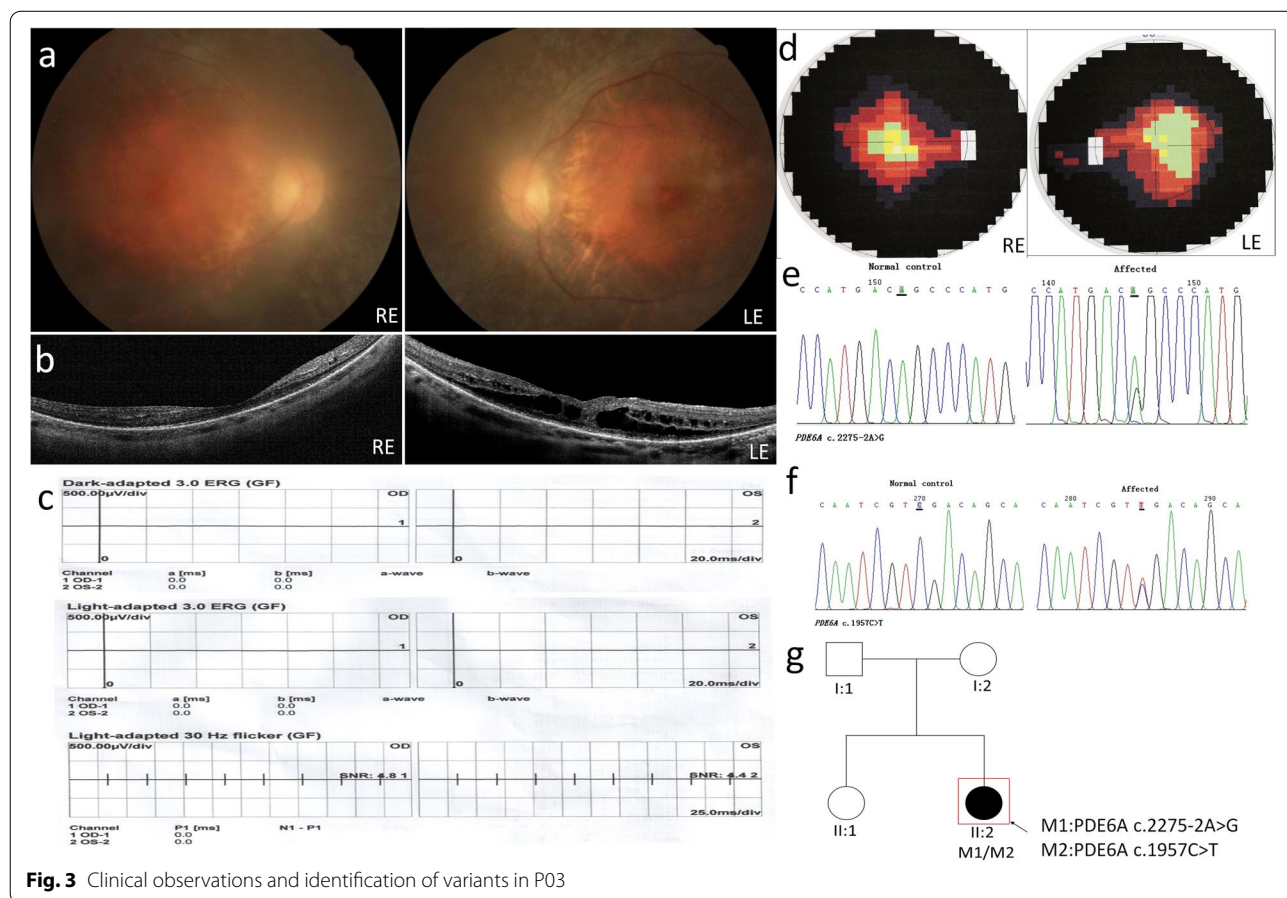 a
RE
LE
b
RE
LE
c
Dark-adapted 3.0 ERG (GF)
500.00µV/div
OD
OS
1
2
0
0
20.0ms/div
Channel a [ms] b [ms] a-wave b-wave
1 OD-1 0.0 0.0
2 OS-2 0.0 0.0
Light-adapted 3.0 ERG (GF)
500.00µV/div
OD
OS
1
2
0
0
20.0ms/div
Channel a [ms] b [ms] a-wave b-wave
1 OD-1 0.0 0.0
2 OS-2 0.0 0.0
Light-adapted 30 Hz flicker (GF)
500.00µV/div
OD
OS
SNR: 4.8 1
SNR: 4.4 2
25.0ms/div
Channel P1 [ms] N1 - P1
1 OD-1 0.0
2 OS-2 0.0
d
RE
LE
e
Normal control
Affected
150
140
150
C C A T G A C G C C C A T G
C C A T G A C G C C C A T G
PDE6A c.2275-2A>G
f
Normal control
Affected
270
280
290
C A A T C G T C G A C A G C A
C A A T C G T G A C A G C A
PDE6A c.1957C>T
g
I:1
I:2
II:1
II:2
M1/M2
M1:PDE6A c.2275-2A>G
M2:PDE6A c.1957C>T
Fig. 3 Clinical observations and identification of variants in P03